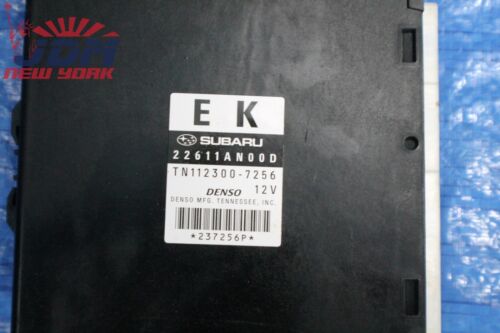 JDM
NEW YORK
E K
SUBARU
22611AN00D
TN112300-7256
DENSO 12V
DENSO MFG. TENNESSEE, INC.
*237256P*